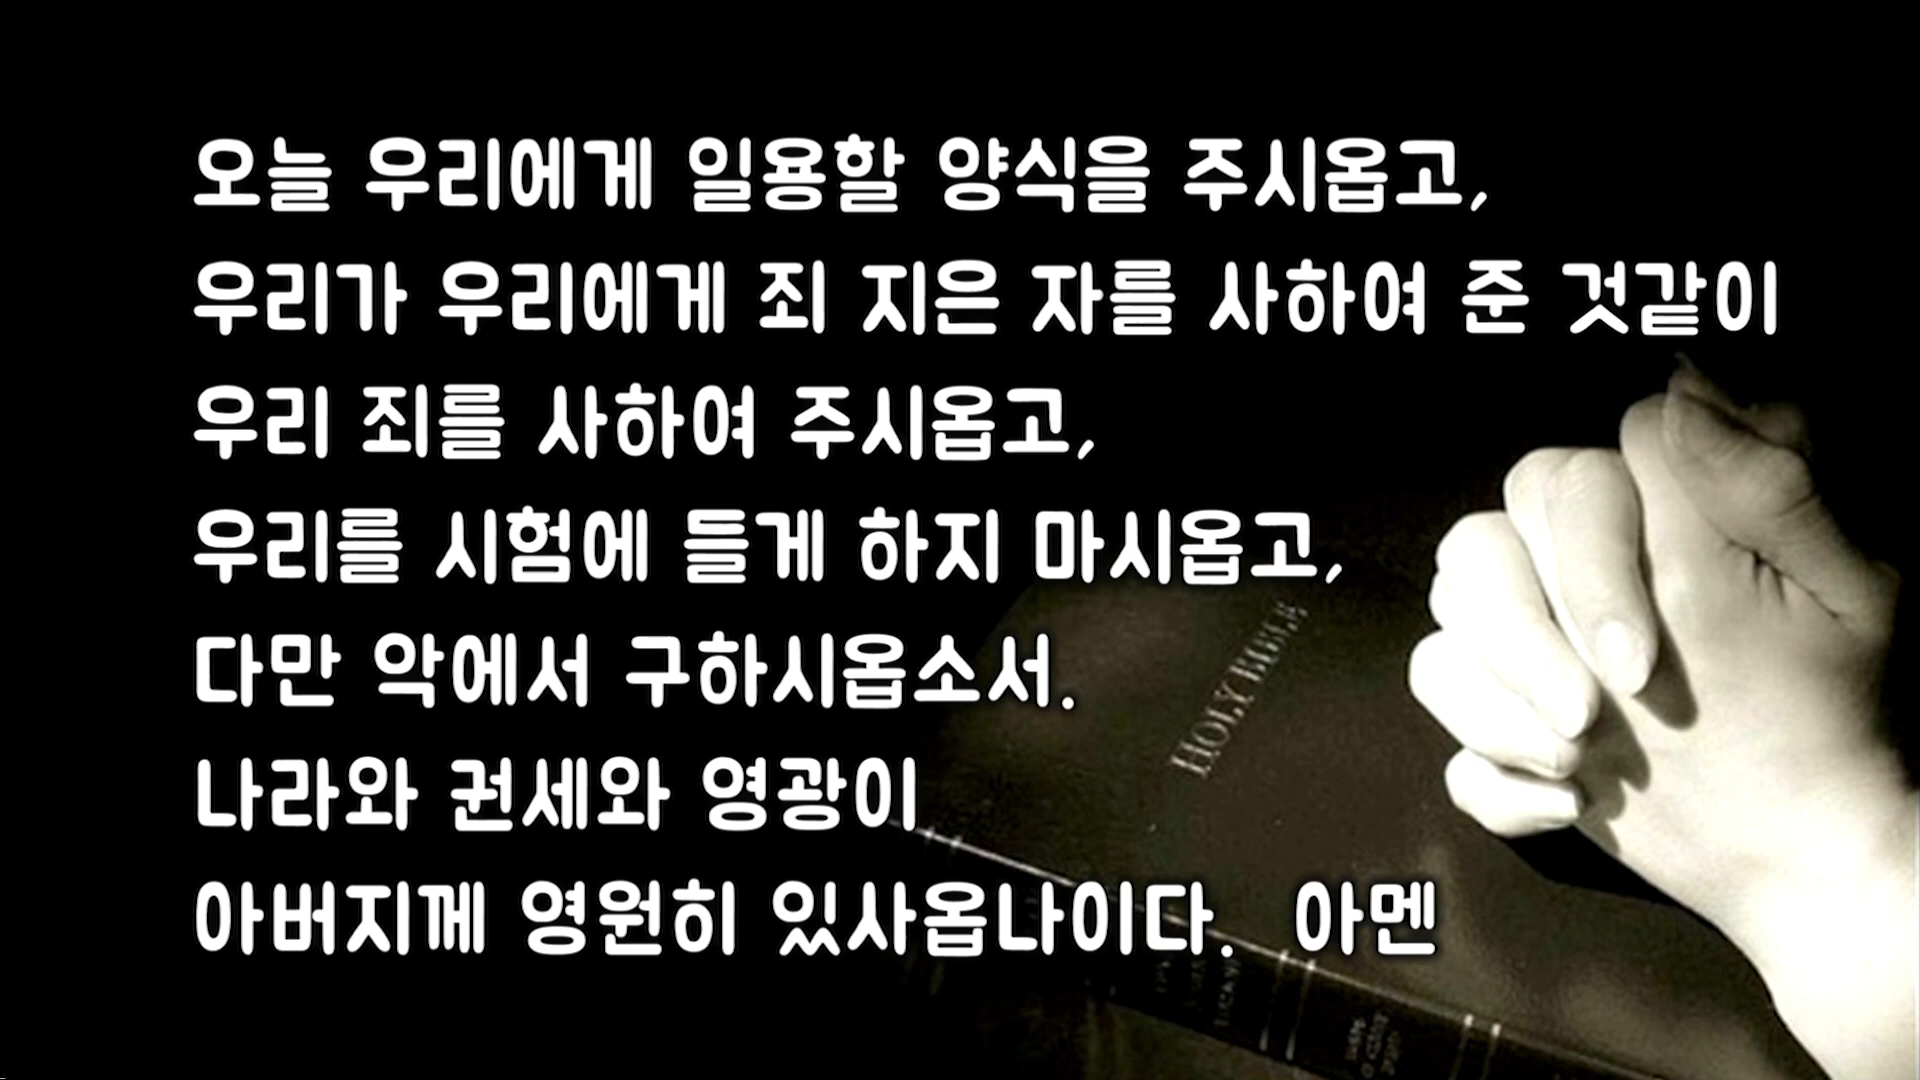 오늘 우리에게 일용할 양식을 주시옵고,
우리가 우리에게 죄 지은 자를 사하여 준 것같이
우리 죄를 사하여 주시옵고,
우리를 시험에 들게 하지 마시옵고,
다만 악에서 구하시옵소서.
나라와 권세와 영광이
아버지께 영원히 있사옵나이다. 아멘
HOLY BIBLE